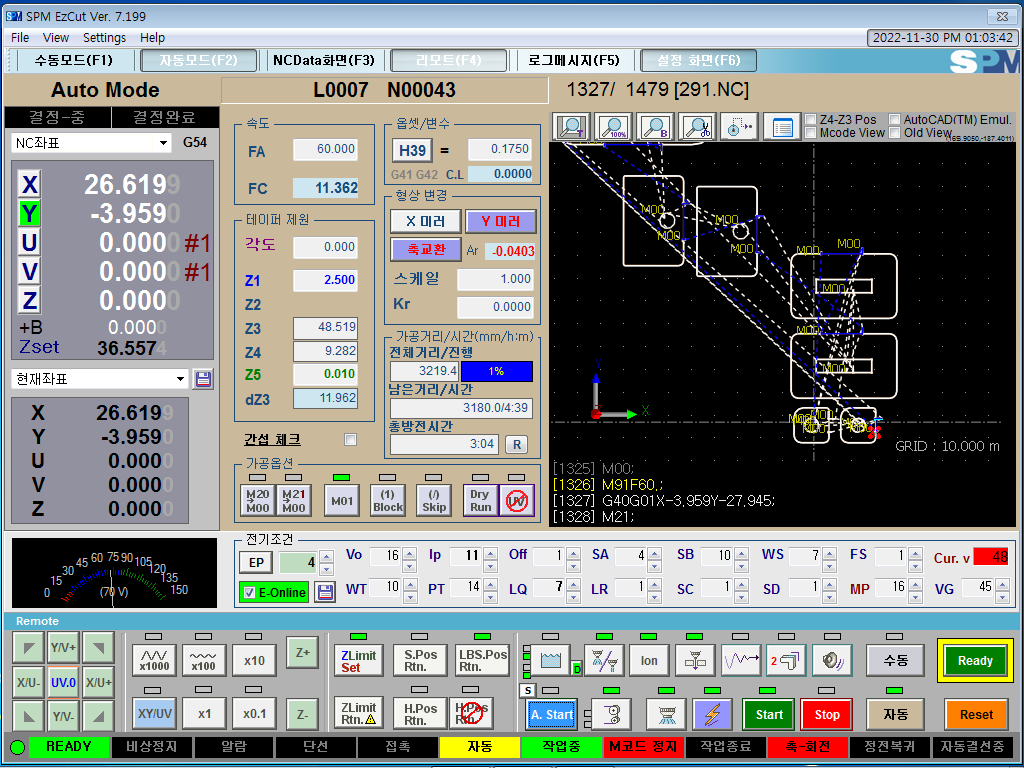 SPM EzCut Ver. 7.199
File View Settings Help
2022-11-30 PM 01:03:42
수동모드(F1) 자동모드(F2) NCData화면(F3) 리모트(F4) 로그메시지(F5) 설정 화면(F6)
SPM
Auto Mode
L0007 N00043
1327/ 1479 [291.NC]
결정-중 결정완료
NC좌표 G54
X 26.6199
Y -3.9590
U 0.0000 #1
V 0.0000 #1
Z 0.0000
+B 0.0000
Zset 36.5574
현재좌표
X 26.6199
Y -3.9590
U 0.0000
V 0.0000
Z 0.0000
속도
FA 60.000
FC 11.362
테이퍼 제원
각도 0.000
Z1 2.500
Z2
Z3 48.519
Z4 9.282
Z5 0.010
dZ3 11.962
간섭 체크
옵셋/변수
H39 = 0.1750
G41 G42 C.L 0.0000
형상 변경
X 미러 Y 미러
축교환 Ar -0.0403
스케일 1.000
Kr 0.0000
가공거리/시간(mm/h:m)
전체거리/진행
3219.4 1%
남은거리/시간
3180.0/4:39
총방전시간
3:04 R
가공옵션
M20 M00
M21 M00
M01
(1) Block
(/) Skip
Dry Run
UV
T 100% B
Z4-Z3 Pos AutoCAD(TM) Emul.
Mcode View Old View
(165.9050,-187.4011)
M00
M00
M00
M00
M00
M00
M00
M00
M00
Y
X
GRID : 10.000 m
[1325] M00;
[1326] M91F60,;
[1327] G40G01X-3.959Y-27.945;
[1328] M21;
0 15 30 45 60 75 90 105 120 135 150
(70 V)
전기조건
EP 4
E-Online
Vo 16 Ip 11 Off 1 SA 4 SB 10 WS 7 FS 1 Cur. v 48
WT 10 PT 14 LQ 7 LR 1 SC 1 SD 1 MP 16 VG 45
Remote
Y/V+
X/U- UV.0 X/U+
Y/V-
x1000 x100 x10 Z+
XY/UV x1 x0.1 Z-
ZLimit Set
S.Pos Rtn.
LBS.Pos Rtn.
ZLimit Rtn.
H.Pos Rtn.
D
Ion
2
수동
Ready
S
A. Start
Start
Stop
자동
Reset
READY 비상정지 알람 단선 접촉 자동 작업중 M코드 정지 작업종료 축-회전 정전복귀 자동결선중